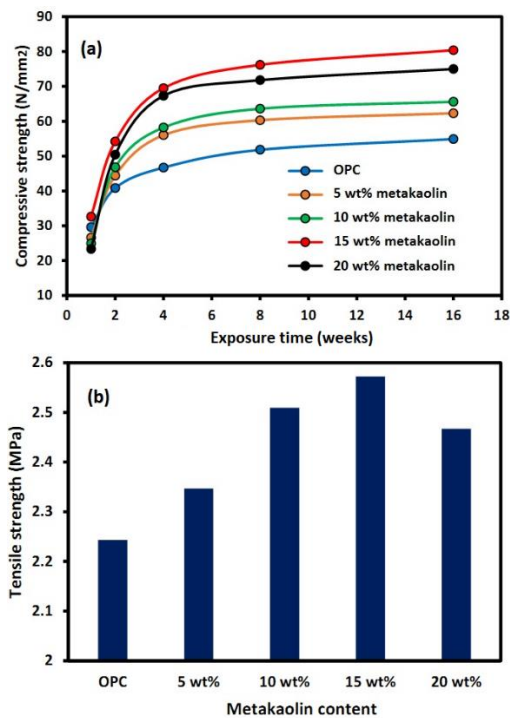 (a)
Compressive strength (N/mm2)
90
80
70
60
50
40
30
20
10
OPC
5 wt% metakaolin
10 wt% metakaolin
15 wt% metakaolin
20 wt% metakaolin
0 2 4 6 8 10 12 14 16 18
Exposure time (weeks)
(b)
Tensile strength (MPa)
2.6
2.5
2.4
2.3
2.2
2.1
2
OPC 5 wt% 10 wt% 15 wt% 20 wt%
Metakaolin content